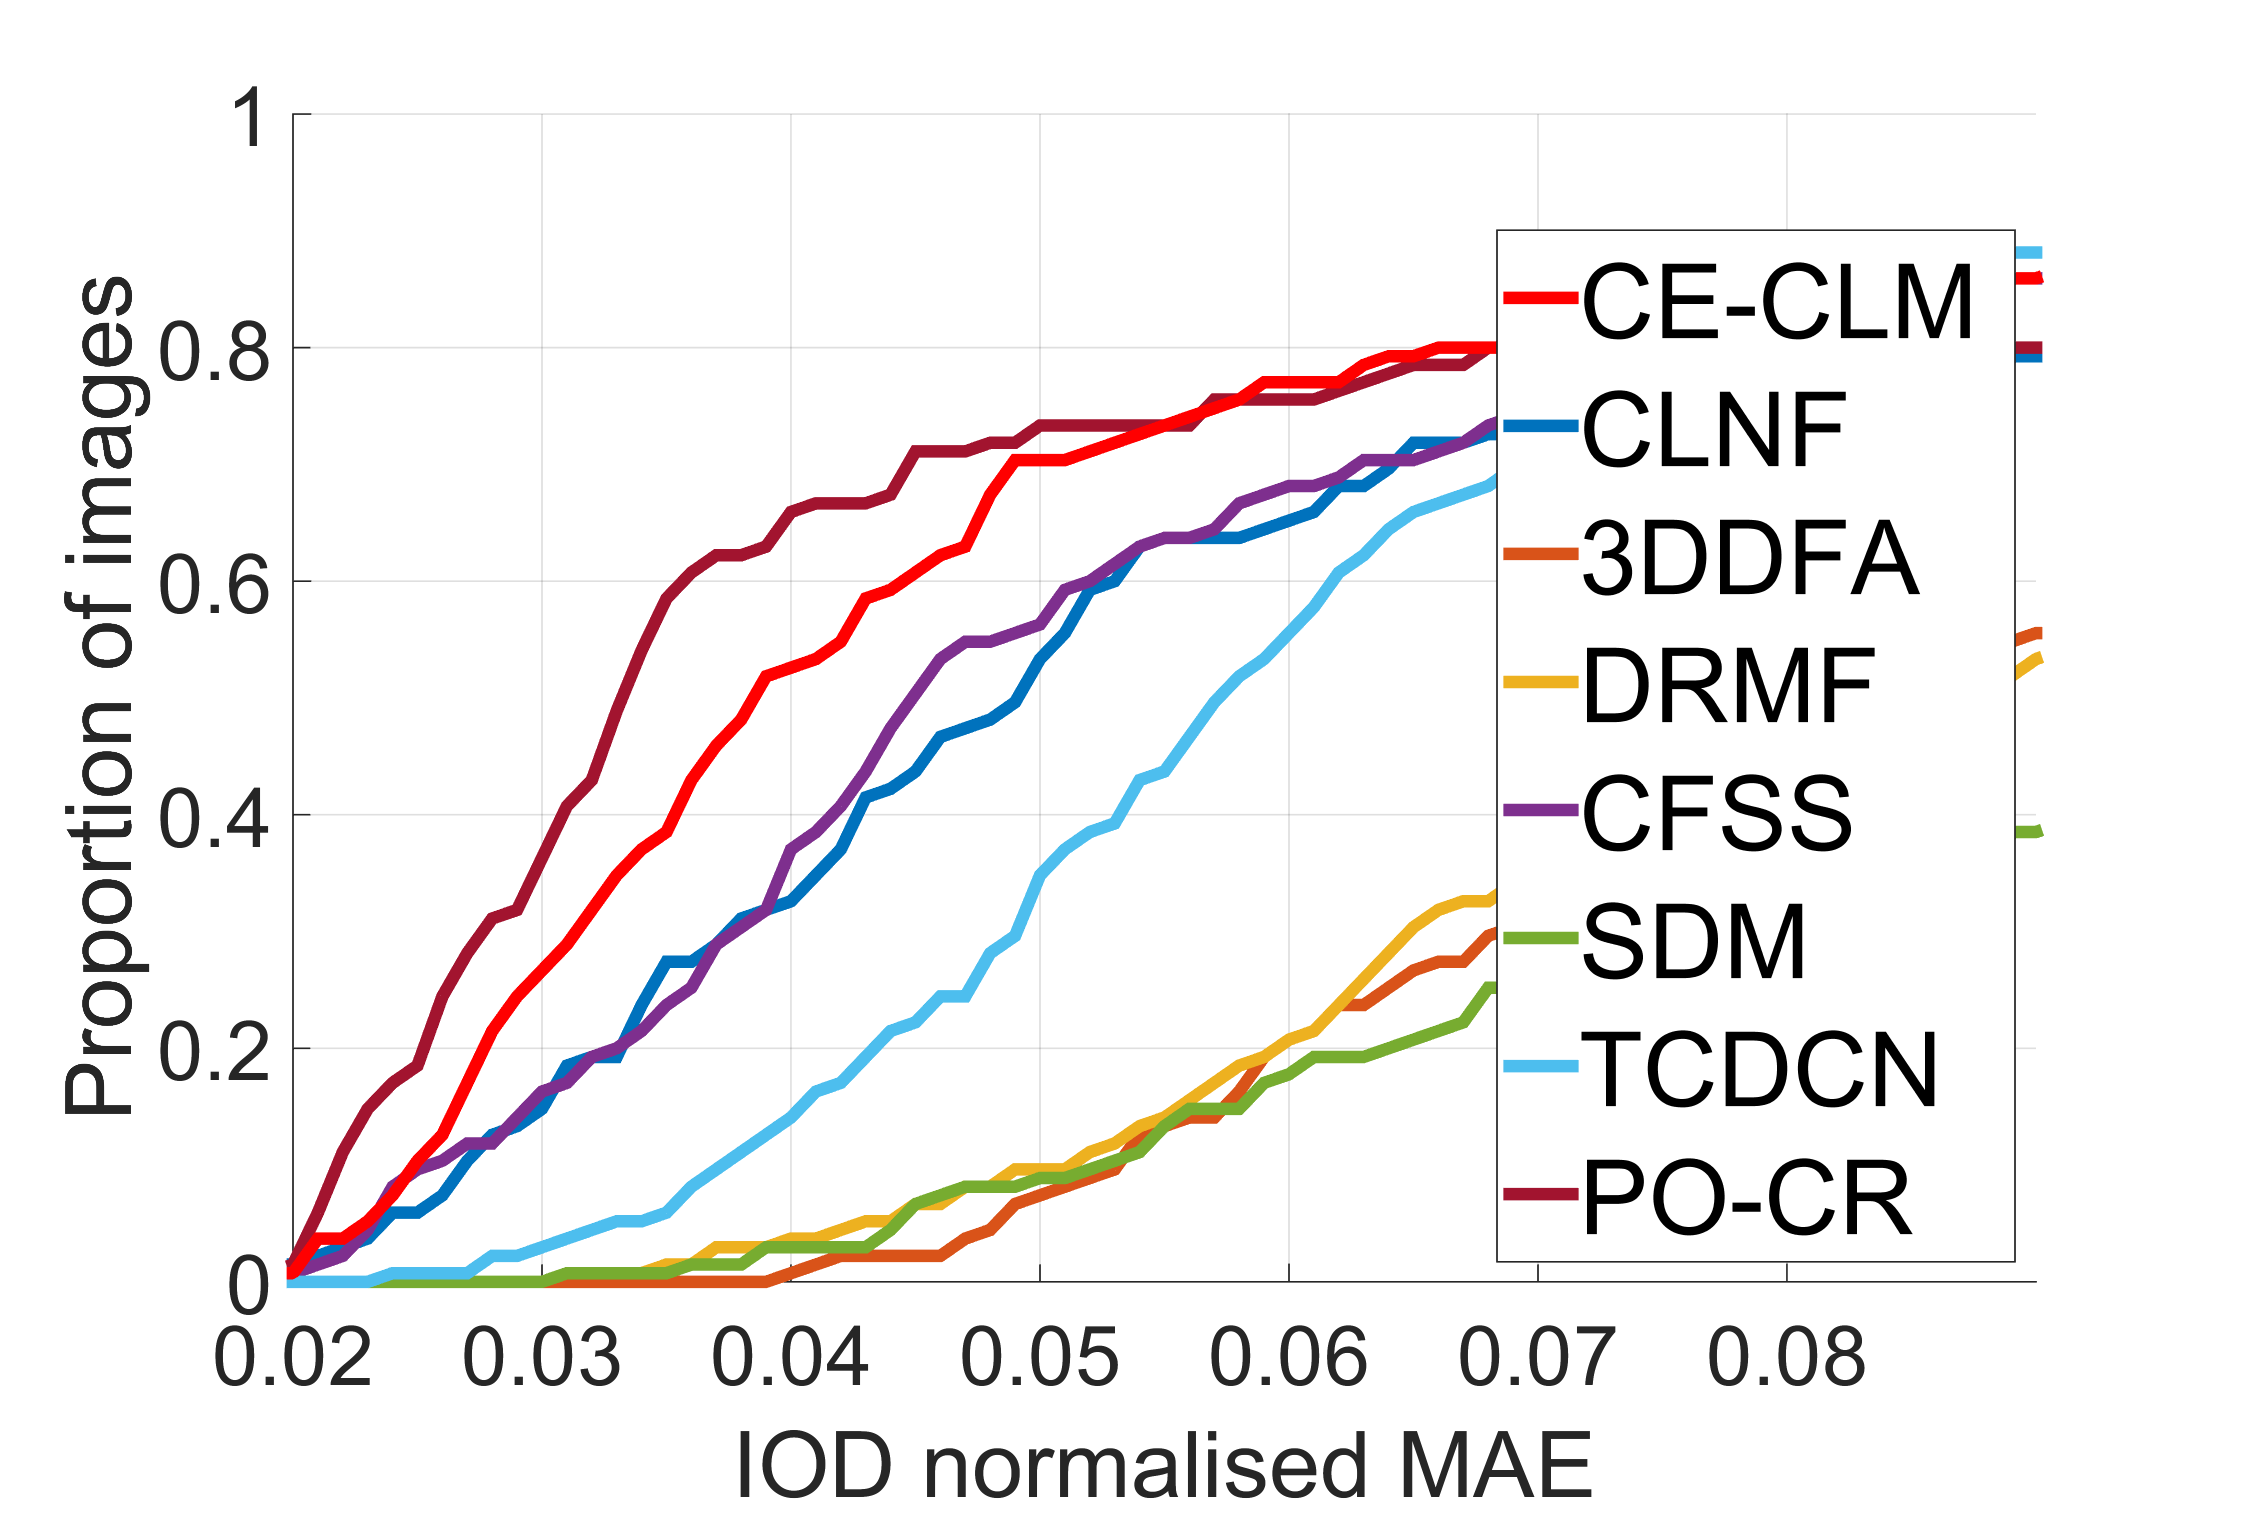 Proportion of images
1
0.8
0.6
0.4
0.2
0
0.02 0.03 0.04 0.05 0.06 0.07 0.08
IOD normalised MAE
CE-CLM
CLNF
3DDFA
DRMF
CFSS
SDM
TCDCN
PO-CR